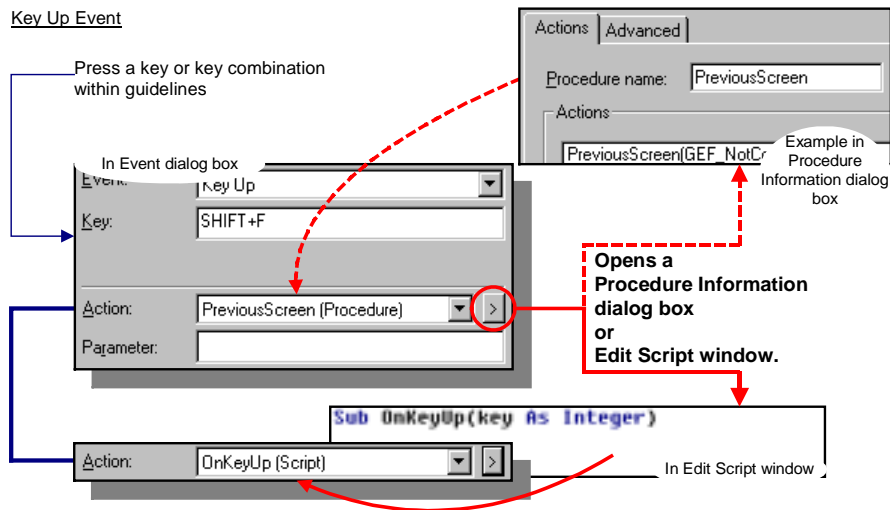 Key Up Event
Press a key or key combination
within guidelines
Actions
Advanced
Procedure name:
PreviousScreen
Actions
PreviousScreen(GEF_NotCo
Example in
Procedure
Information dialog
box
In Event dialog box
Event:
Key Up
Key:
SHIFT+F
Action:
PreviousScreen (Procedure)
>
Parameter:
Opens a
Procedure Information
dialog box
or
Edit Script window.
Sub OnKeyUp(key As Integer)
In Edit Script window
Action:
OnKeyUp (Script)
>